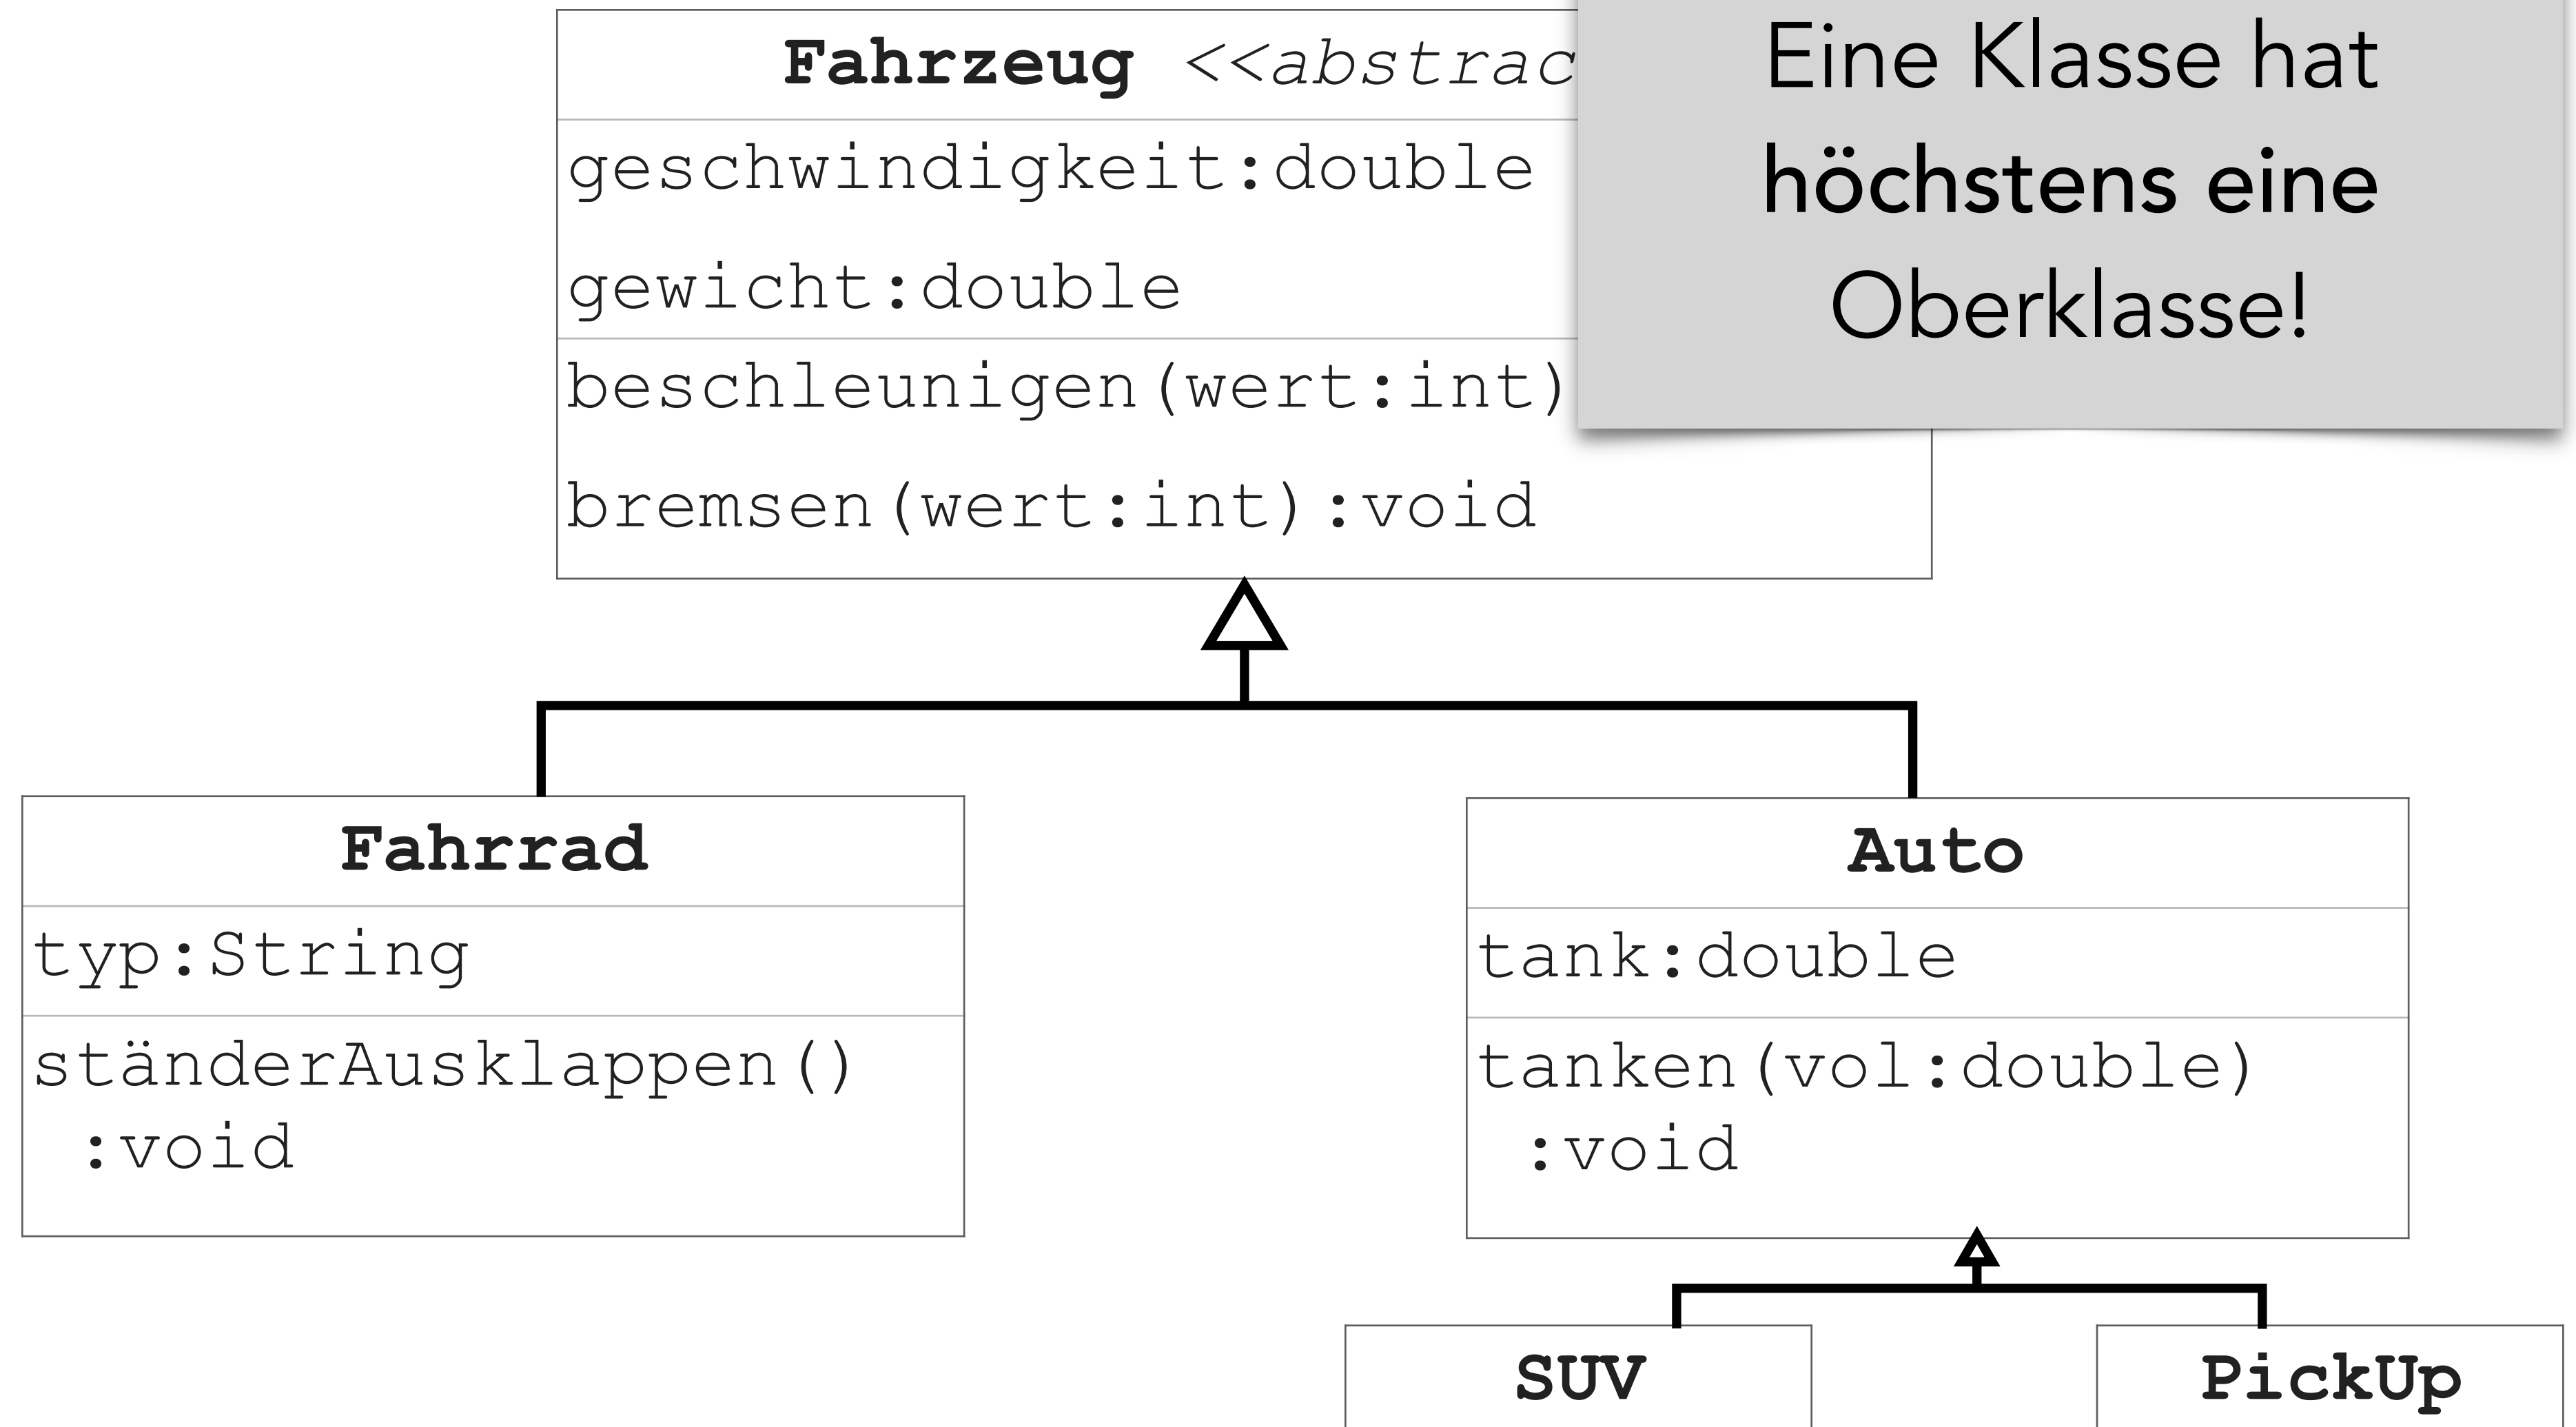 Fahrzeug <<abstrac
geschwindigkeit:double
gewicht:double
beschleunigen(wert:int)
bremsen(wert:int):void
Eine Klasse hat
höchstens eine
Oberklasse!
Fahrrad
typ:String
ständerAusklappen()
:void
Auto
tank:double
tanken(vol:double)
:void
SUV
PickUp